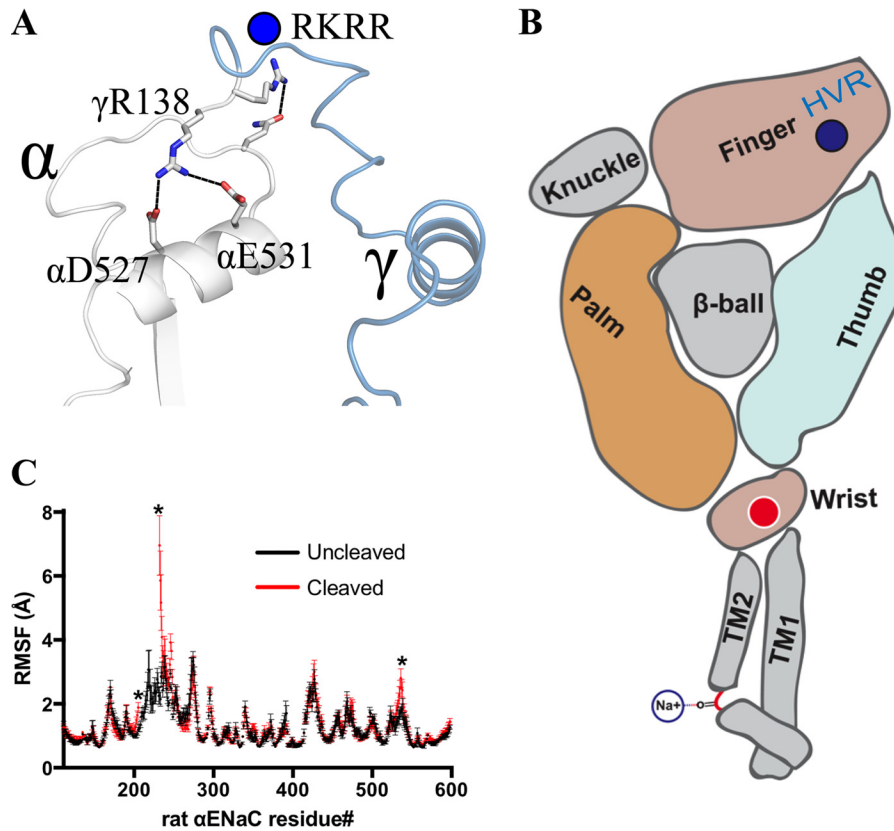 A
RKRR
γR138
α
αD527
αE531
γ
B
HVR
Finger
Knuckle
Palm
β-ball
Thumb
Wrist
TM2
TM1
Na+
o
C
8
6
4
2
0
RMSF (Å)
*
*
*
Uncleaved
Cleaved
200
300
400
500
600
rat αENaC residue#